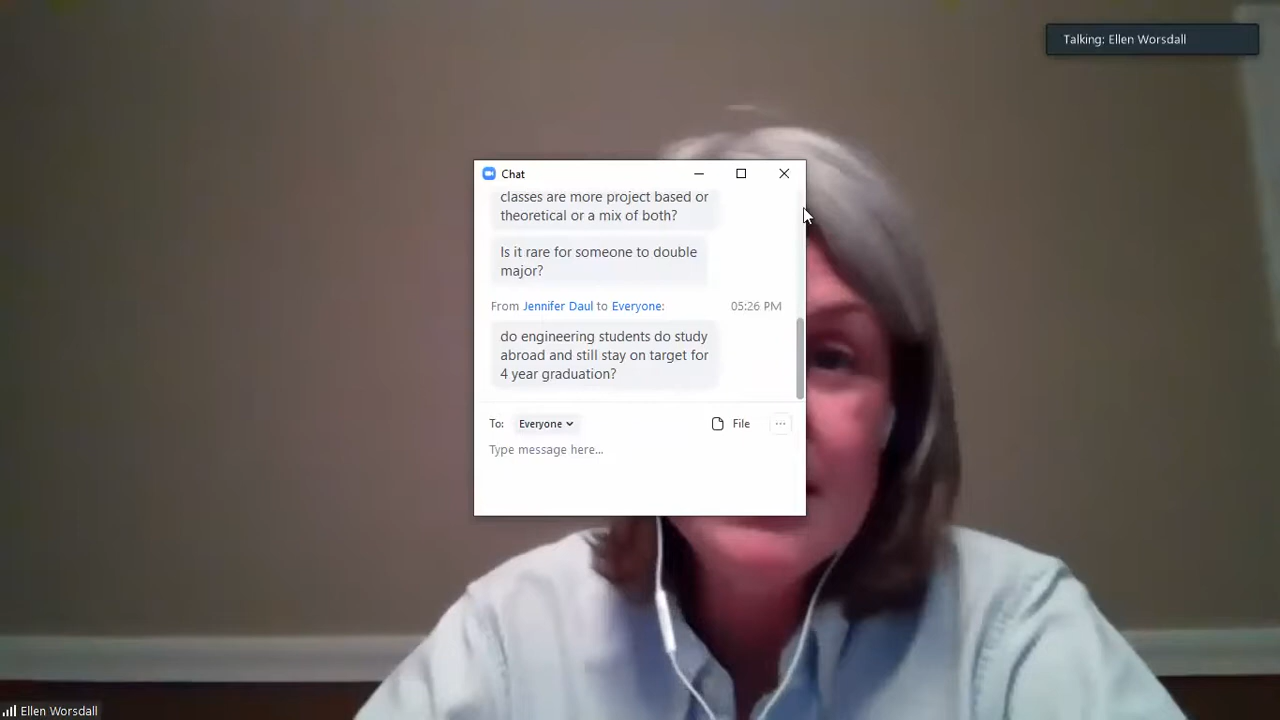 Talking: Ellen Worsdall
Chat
classes are more project based or
theoretical or a mix of both?
Is it rare for someone to double
major?
From Jennifer Daul to Everyone: 05:26 PM
do engineering students do study
abroad and still stay on target for
4 year graduation?
To: Everyone File
Type message here...
Ellen Worsdall